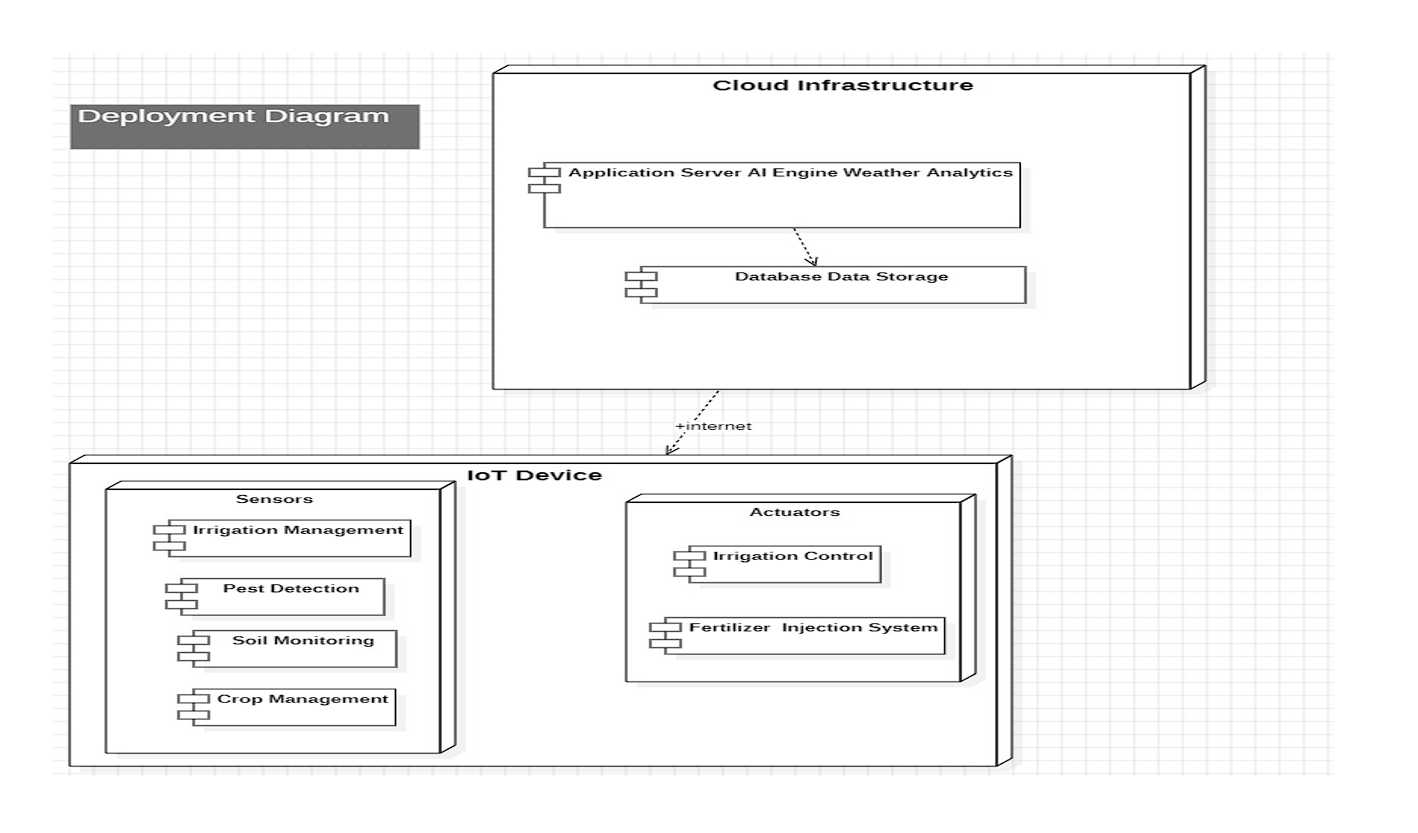 Deployment Diagram
Cloud Infrastructure
Application Server AI Engine Weather Analytics
Database Data Storage
+internet
IoT Device
Sensors
Irrigation Management
Pest Detection
Soil Monitoring
Crop Management
Actuators
Irrigation Control
Fertilizer  Injection System